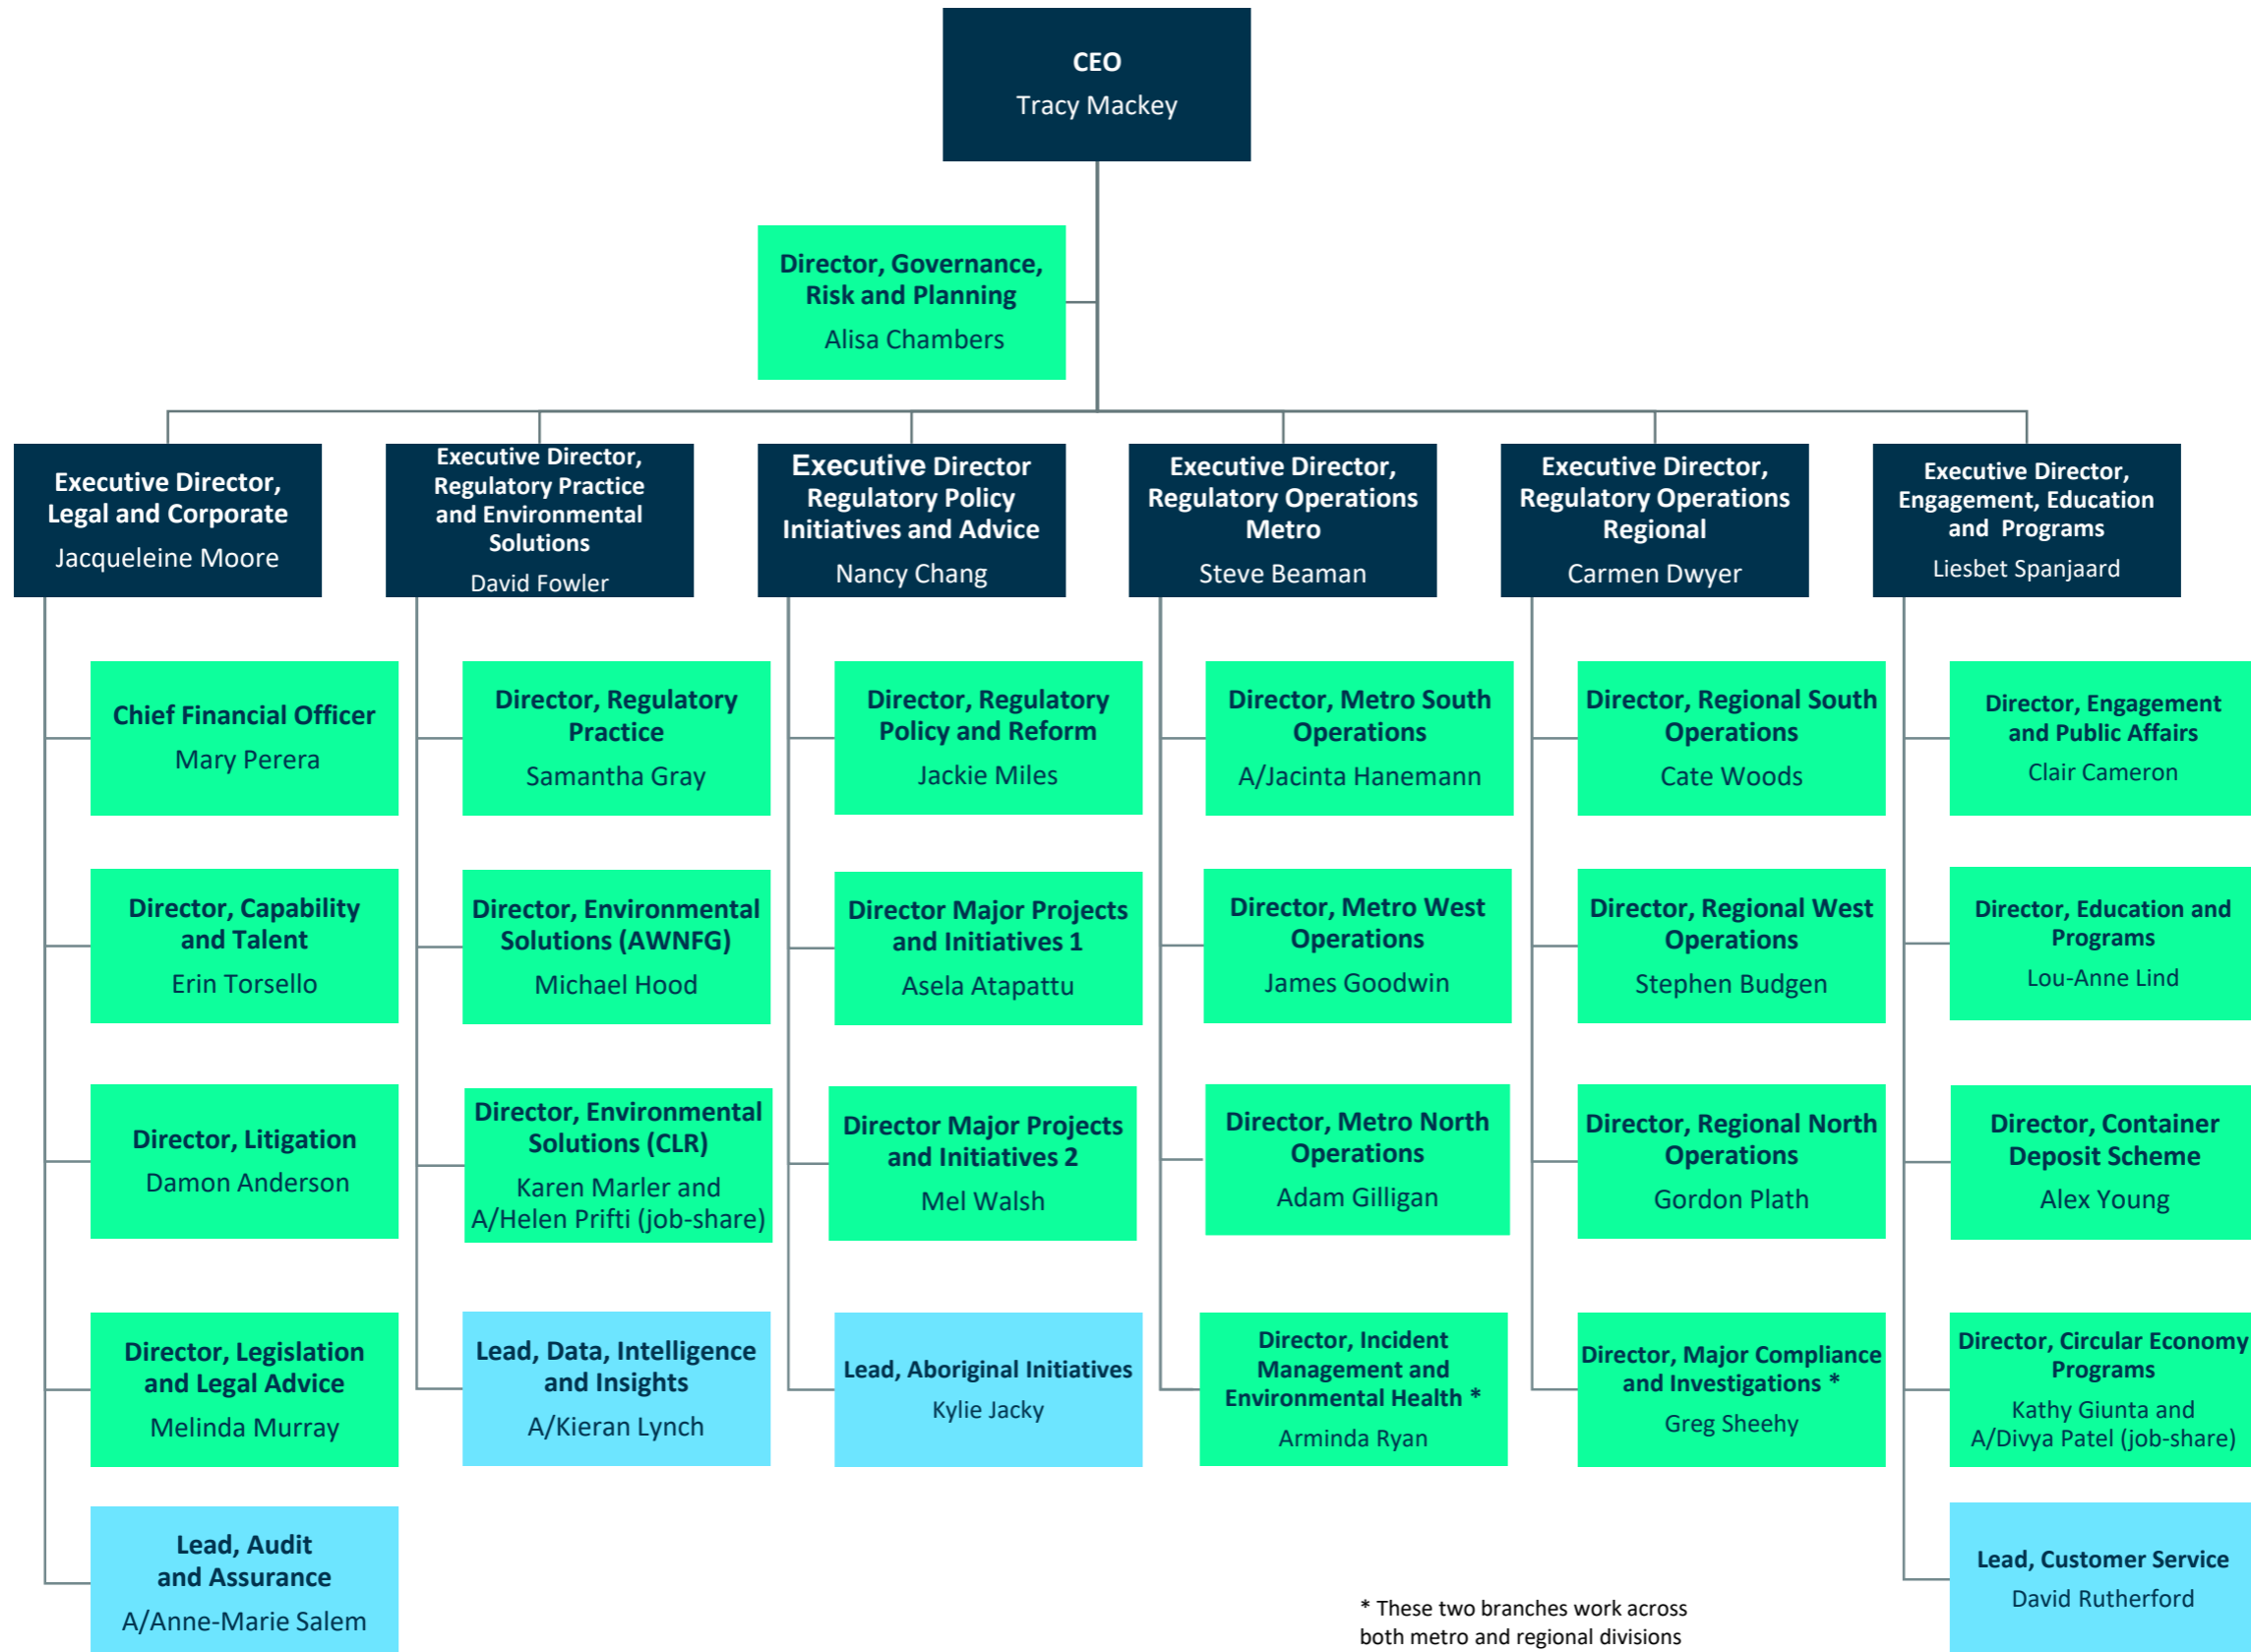 CEO
Tracy Mackey
Director, Governance,
Risk and Planning
Alisa Chambers
Executive Director,
Legal and Corporate
Jacqueleine Moore
Chief Financial Officer
Mary Perera
Director, Capability
and Talent
Erin Torsello
Director, Litigation
Damon Anderson
Director, Legislation
and Legal Advice
Melinda Murray
Lead, Audit
and Assurance
A/Anne-Marie Salem
Executive Director,
Regulatory Practice
and Environmental
Solutions
David Fowler
Director, Regulatory
Practice
Samantha Gray
Director, Environmental
Solutions (AWNFG)
Michael Hood
Director, Environmental
Solutions (CLR)
Karen Marler and
A/Helen Prifti (job-share)
Lead, Data, Intelligence
and Insights
A/Kieran Lynch
Executive Director
Regulatory Policy
Initiatives and Advice
Nancy Chang
Director, Regulatory
Policy and Reform
Jackie Miles
Director Major Projects
and Initiatives 1
Asela Atapattu
Director Major Projects
and Initiatives 2
Mel Walsh
Lead, Aboriginal Initiatives
Kylie Jacky
Executive Director,
Regulatory Operations
Metro
Steve Beaman
Director, Metro South
Operations
A/Jacinta Hanemann
Director, Metro West
Operations
James Goodwin
Director, Metro North
Operations
Adam Gilligan
Director, Incident
Management and
Environmental Health *
Arminda Ryan
Executive Director,
Regulatory Operations
Regional
Carmen Dwyer
Director, Regional South
Operations
Cate Woods
Director, Regional West
Operations
Stephen Budgen
Director, Regional North
Operations
Gordon Plath
Director, Major Compliance
and Investigations *
Greg Sheehy
Executive Director,
Engagement, Education
and Programs
Liesbet Spanjaard
Director, Engagement
and Public Affairs
Clair Cameron
Director, Education and
Programs
Lou-Anne Lind
Director, Container
Deposit Scheme
Alex Young
Director, Circular Economy
Programs
Kathy Giunta and
A/Divya Patel (job-share)
Lead, Customer Service
David Rutherford
* These two branches work across
both metro and regional divisions